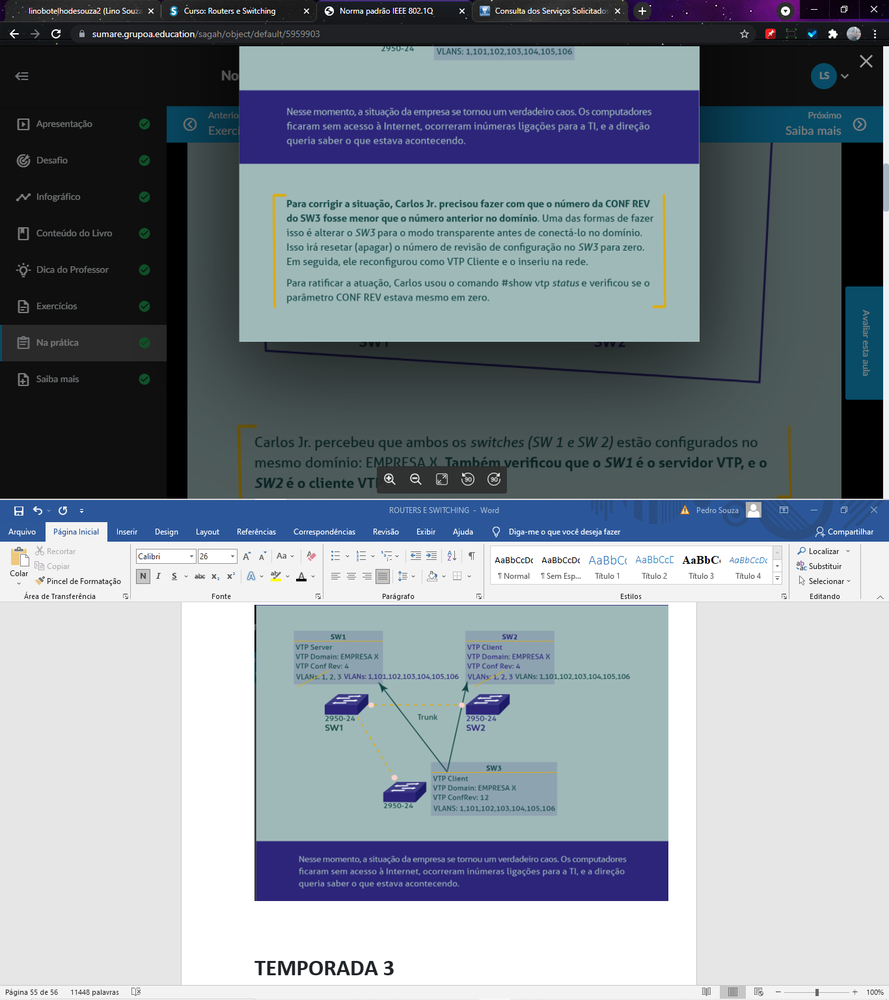 linobotelhodesouza2 (Lino Souza
Curso: Routers e Switching
Norma padrão IEEE 802.1Q
Consulta dos Serviços Solicitados
sumare.grupoa.education/sagah/object/default/5959903
2950-24
VLANS: 1,101,102,103,104,105,106
No
LS
Apresentação
Desafio
Infográfico
Conteúdo do Livro
Dica do Professor
Exercícios
Na prática
Saiba mais
Anterio
Exercí
Próximo
Saiba mais
Nesse momento, a situação da empresa se tornou um verdadeiro caos. Os computadores
ficaram sem acesso à Internet, ocorreram inúmeras ligações para a TI, e a direção
queria saber o que estava acontecendo.
Para corrigir a situação, Carlos Jr. precisou fazer com que o número da CONF REV
do SW3 fosse menor que o número anterior no domínio. Uma das formas de fazer
isso é alterar o SW3 para o modo transparente antes de conectá-lo no domínio.
Isso irá resetar (apagar) o número de revisão de configuração no SW3 para zero.
Em seguida, ele reconfigurou como VTP Cliente e o inseriu na rede.
Para ratificar a atuação, Carlos usou o comando #show vtp status e verificou se o
parâmetro CONF REV estava mesmo em zero.
Avaliar esta aula
SW1
SW2
Carlos Jr. percebeu que ambos os switches (SW 1 e SW 2) estão configurados no
mesmo domínio: EMPRESA X. Também verificou que o SW1 é o servidor VTP, e o
SW2 é o cliente VTP.
90
90
ROUTERS E SWITCHING - Word
Pedro Souza
Arquivo
Página Inicial
Inserir
Design
Layout
Referências
Correspondências
Revisão
Exibir
Ajuda
Diga-me o que você deseja fazer
Compartilhar
Colar
Recortar
Copiar
Pincel de Formatação
Área de Transferência
Calibri
26
Aa
N I S abc x₂ x²
Fonte
Parágrafo
AaBbCcDc
¶ Normal
AaBbCcDc
¶ Sem Esp...
AaBbC
Título 1
AaBbCcD
Título 2
AaBbC
Título 3
AaBbCcDc
Título 4
Estilos
Localizar
Substituir
Selecionar
Editando
SW1
VTP Server
VTP Domain: EMPRESA X
VTP Conf Rev: 4
VLANs: 1, 2, 3 VLANs: 1,101,102,103,104,105,106
SW2
VTP Client
VTP Domain: EMPRESA X
VTP Conf Rev: 4
VLANs: 1, 2, 3 VLANs: 1,101,102,103,104,105,106
2950-24
SW1
Trunk
2950-24
SW2
2950-24
SW3
VTP Client
VTP Domain: EMPRESA X
VTP ConfRev: 12
VLANS: 1,101,102,103,104,105,106
Nesse momento, a situação da empresa se tornou um verdadeiro caos. Os computadores
ficaram sem acesso à Internet, ocorreram inúmeras ligações para a TI, e a direção
queria saber o que estava acontecendo.
TEMPORADA 3
Página 55 de 56
11448 palavras
100%